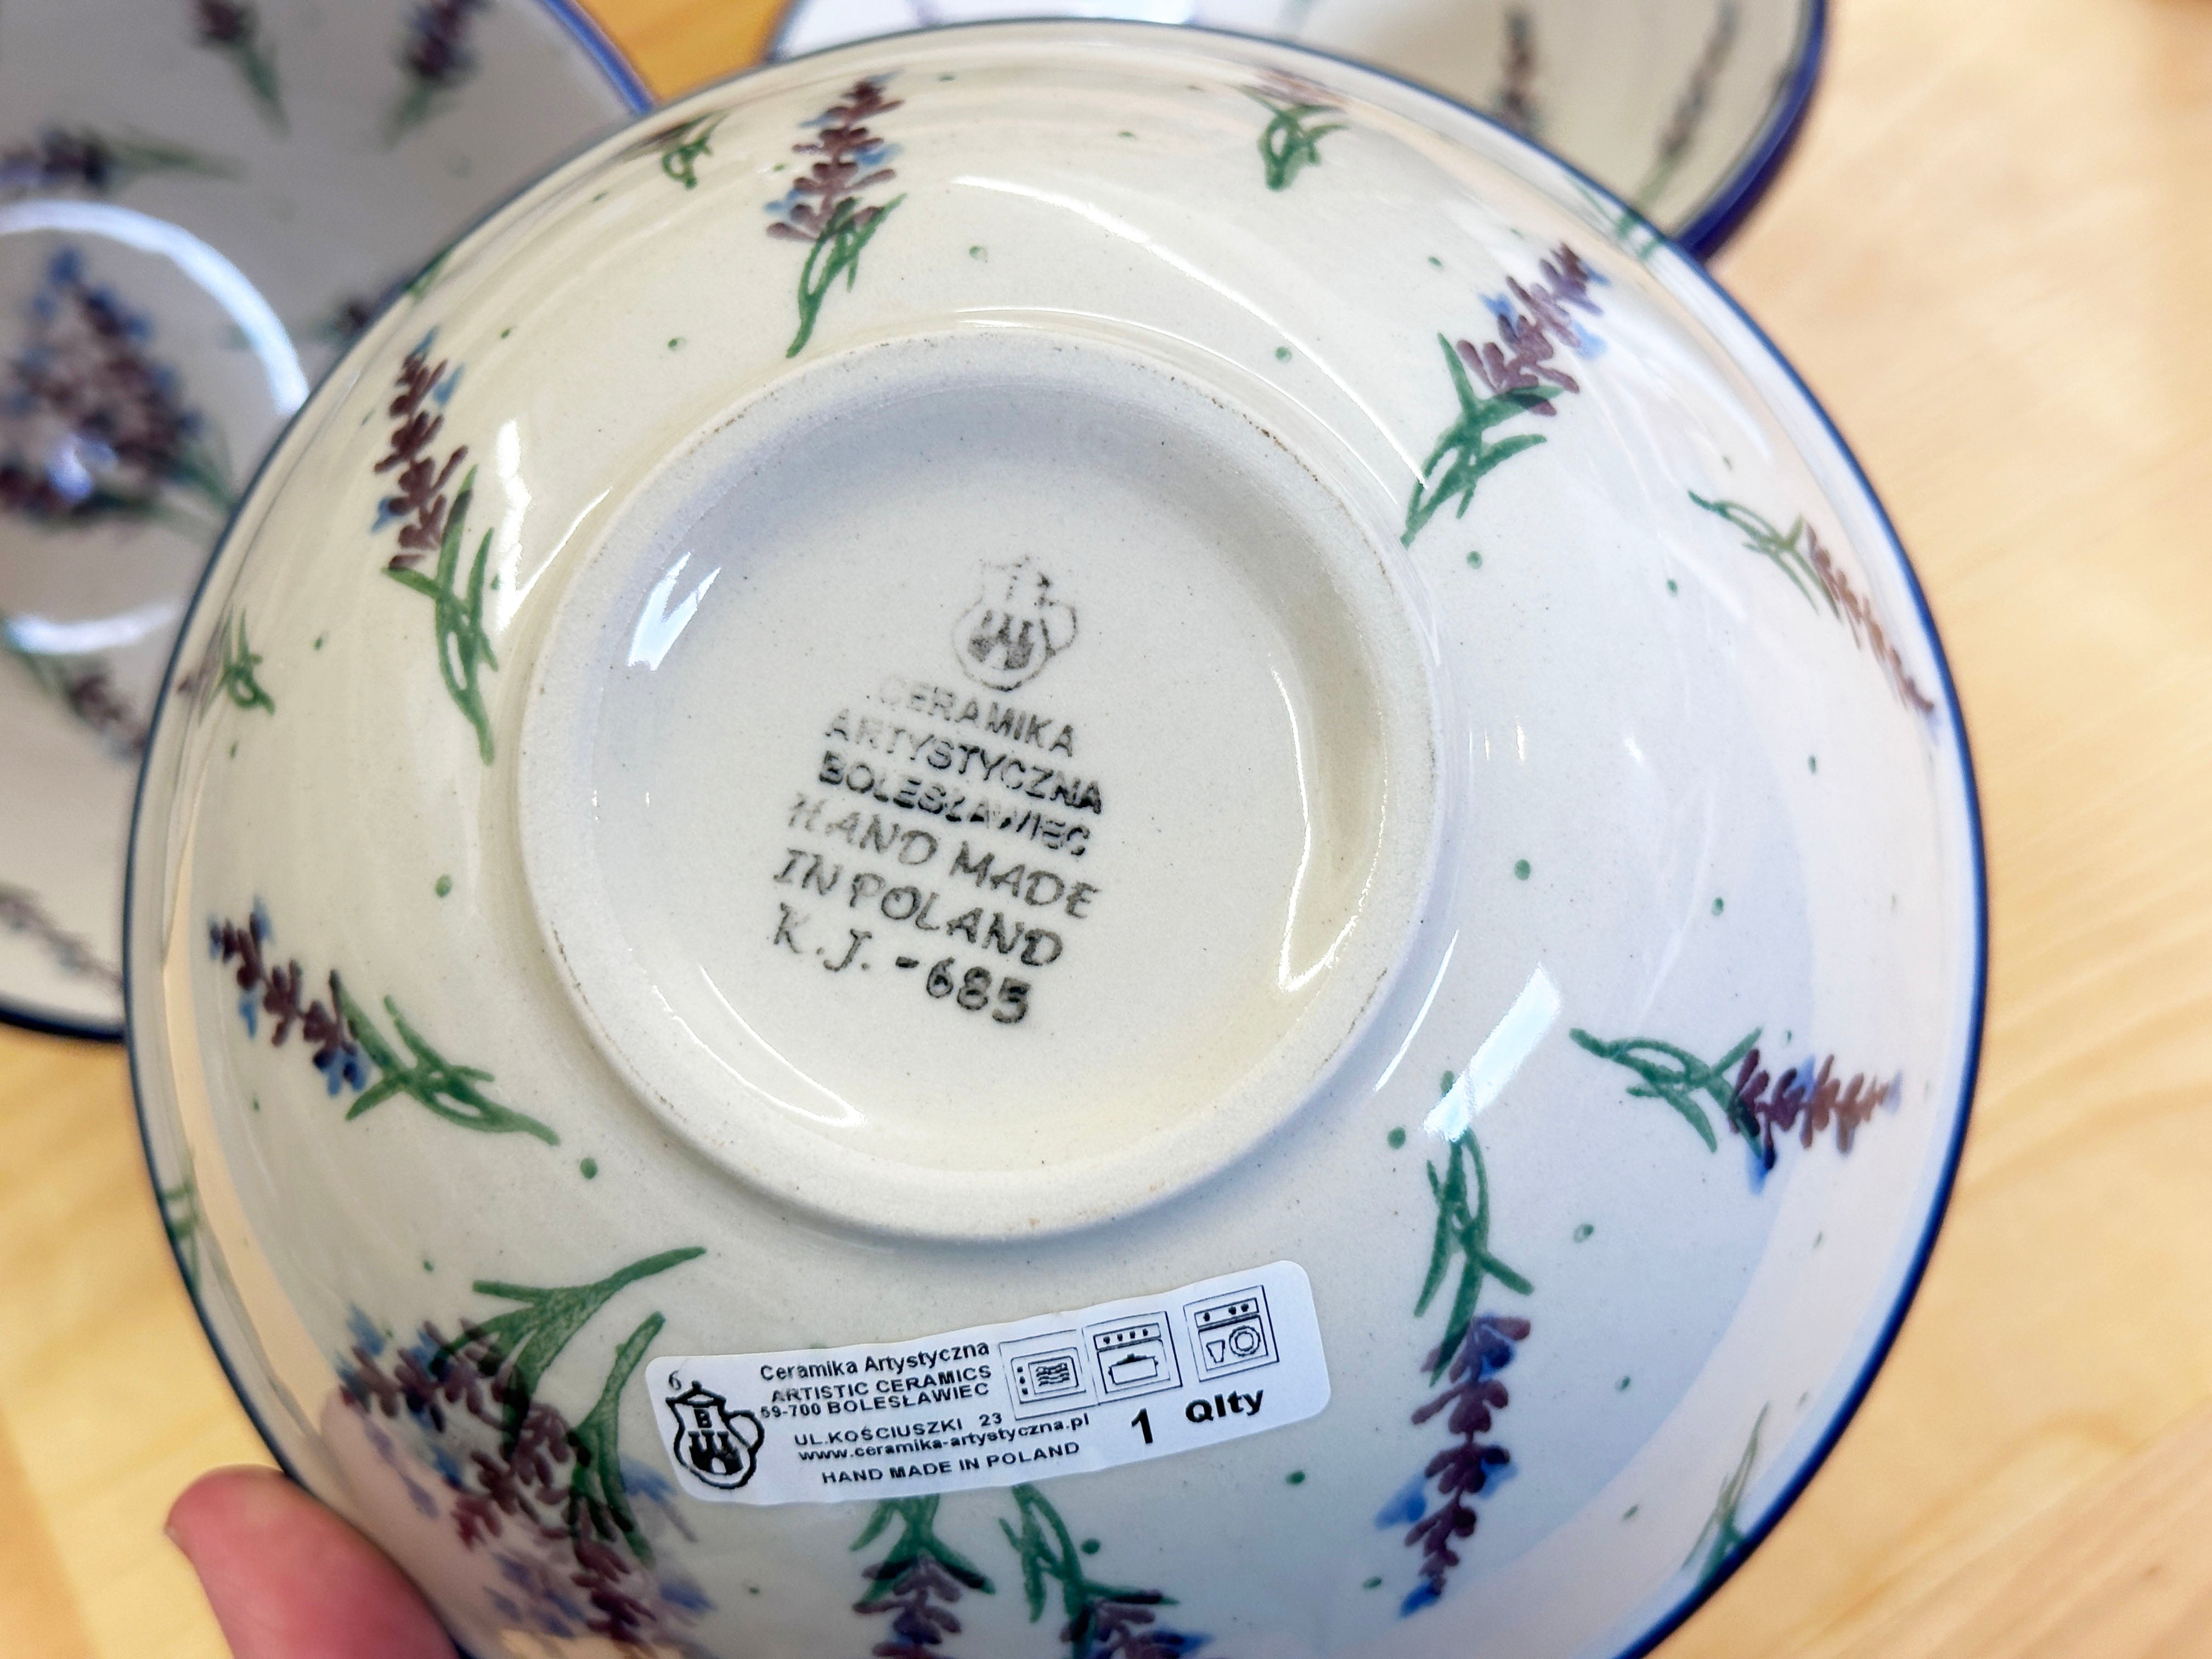 CERAMIKA
ARTYSTYCZNA
BOLESŁAWIEC
HAND MADE
IN POLAND
K.J. -685
6
B
Ceramika Artystyczna
ARTISTIC CERAMICS
59-700 BOLESŁAWIEC
UL.KOŚCIUSZKI 23
www.ceramika-artystyczna.pl
HAND MADE IN POLAND
1 Qlty